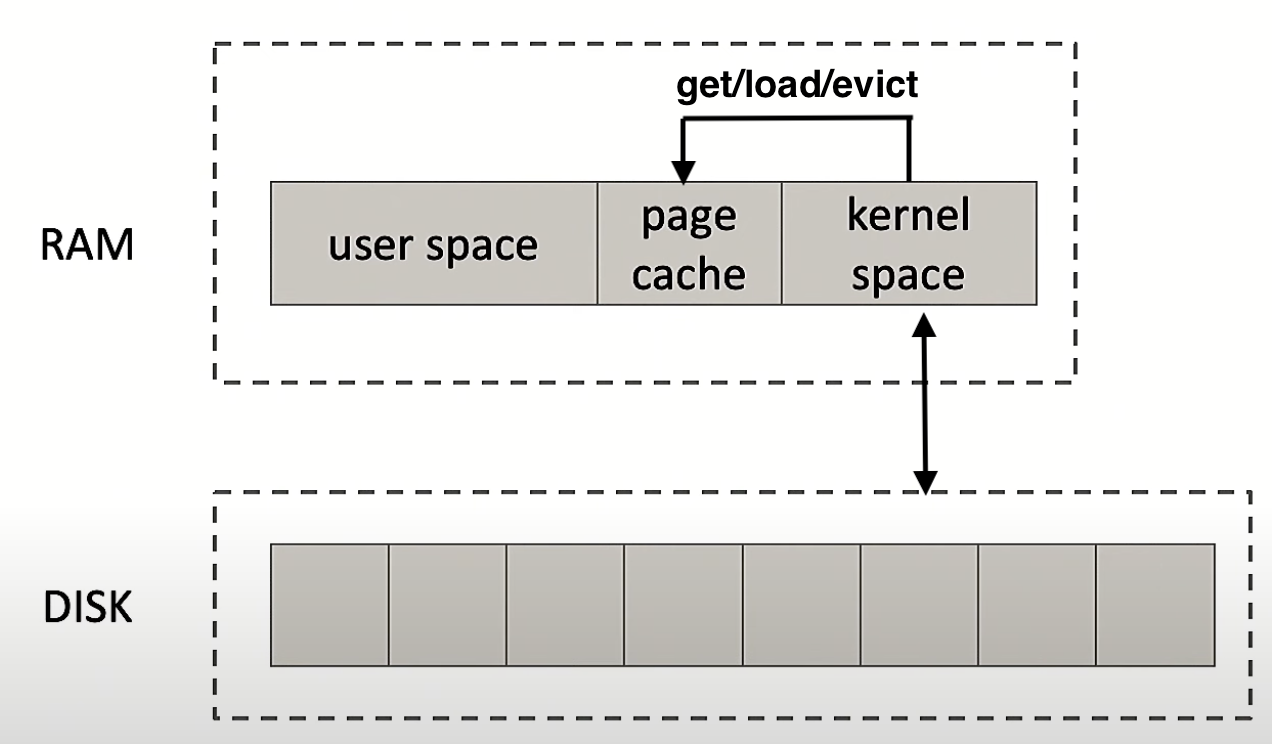 get/load/evict
RAM
user space
page
cache
kernel
space
DISK